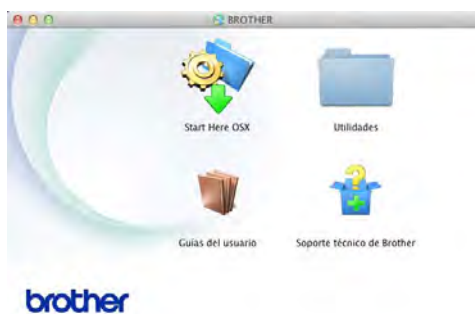 BROTHER
Start Here OSX
Utilidades
Guías del usuario
Soporte técnico de Brother
brother